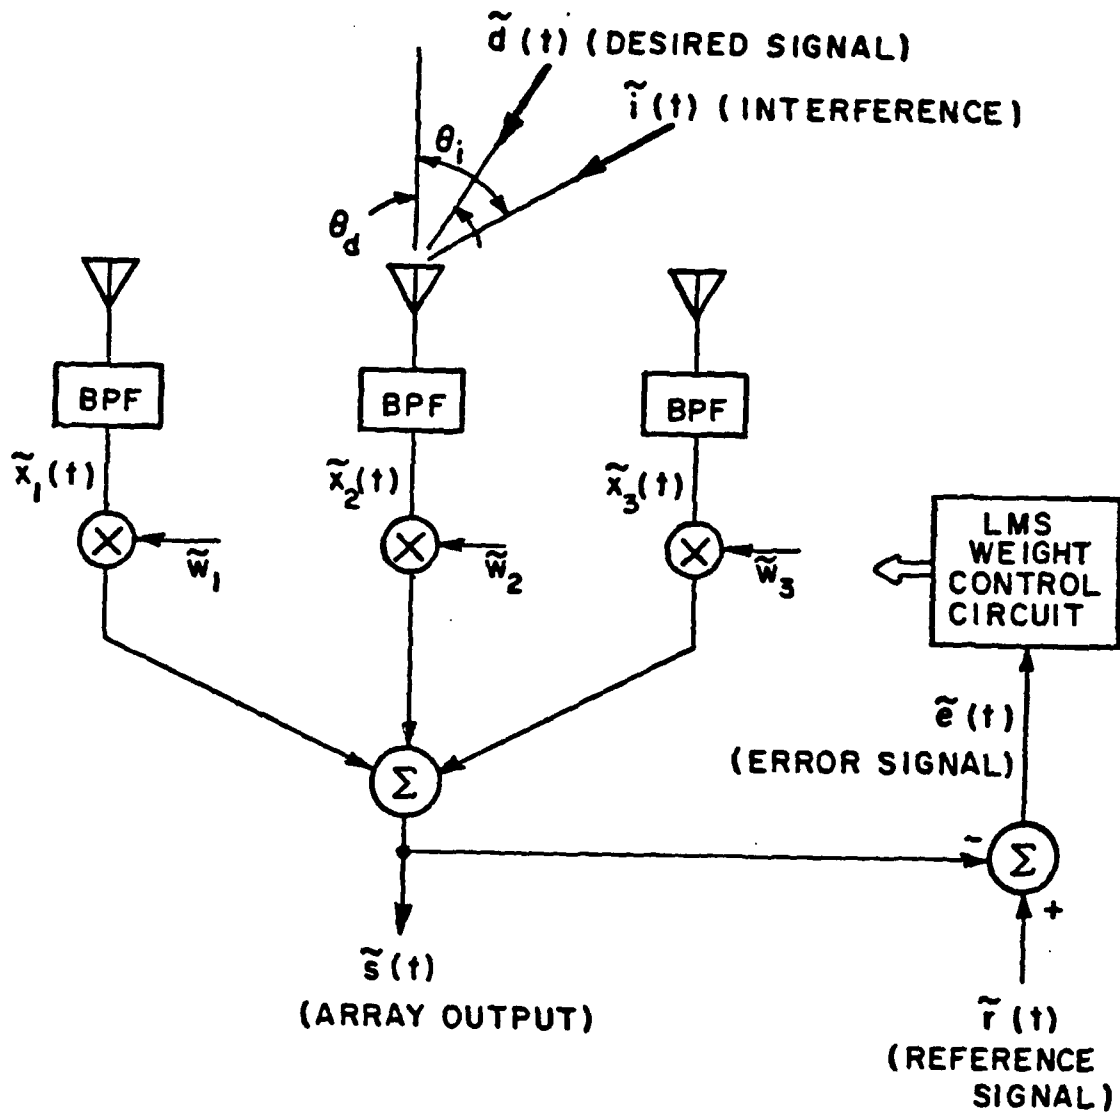 d̃(t) (DESIRED SIGNAL)
ĩ(t) (INTERFERENCE)
θi
θd
BPF
BPF
BPF
x̃1(t)
x̃2(t)
x̃3(t)
w̃1
w̃2
w̃3
LMS
WEIGHT
CONTROL
CIRCUIT
ẽ(t)
(ERROR SIGNAL)
Σ
-
Σ
+
s̃(t)
(ARRAY OUTPUT)
r̃(t)
(REFERENCE
SIGNAL)